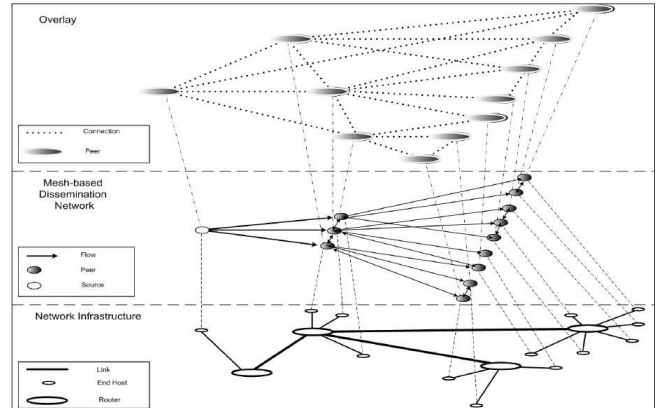 Overlay
Connection
Peer
Mesh-based
Dissemination
Network
Flow
Peer
Source
Network Infrastructure
Link
End Host
Router